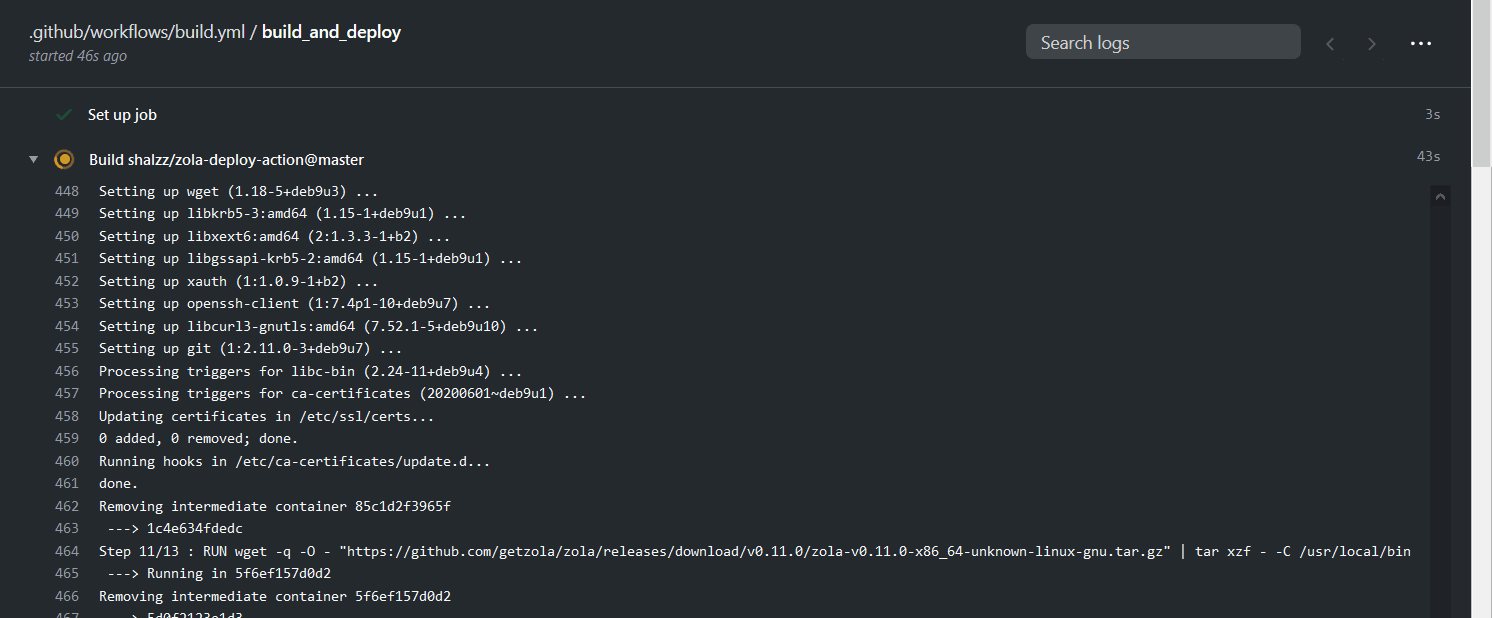 .github/workflows/build.yml / build_and_deploy
started 46s ago
Search logs
Set up job 3s
Build shalzz/zola-deploy-action@master 43s
448 Setting up wget (1.18-5+deb9u3) ...
449 Setting up libkrb5-3:amd64 (1.15-1+deb9u1) ...
450 Setting up libxext6:amd64 (2:1.3.3-1+b2) ...
451 Setting up libgssapi-krb5-2:amd64 (1.15-1+deb9u1) ...
452 Setting up xauth (1:1.0.9-1+b2) ...
453 Setting up openssh-client (1:7.4p1-10+deb9u7) ...
454 Setting up libcurl3-gnutls:amd64 (7.52.1-5+deb9u10) ...
455 Setting up git (1:2.11.0-3+deb9u7) ...
456 Processing triggers for libc-bin (2.24-11+deb9u4) ...
457 Processing triggers for ca-certificates (20200601~deb9u1) ...
458 Updating certificates in /etc/ssl/certs...
459 0 added, 0 removed; done.
460 Running hooks in /etc/ca-certificates/update.d...
461 done.
462 Removing intermediate container 85c1d2f3965f
463 ---> 1c4e634fdedc
464 Step 11/13 : RUN wget -q -O - "https://github.com/getzola/zola/releases/download/v0.11.0/zola-v0.11.0-x86_64-unknown-linux-gnu.tar.gz" | tar xzf - -C /usr/local/bin
465 ---> Running in 5f6ef157d0d2
466 Removing intermediate container 5f6ef157d0d2
467